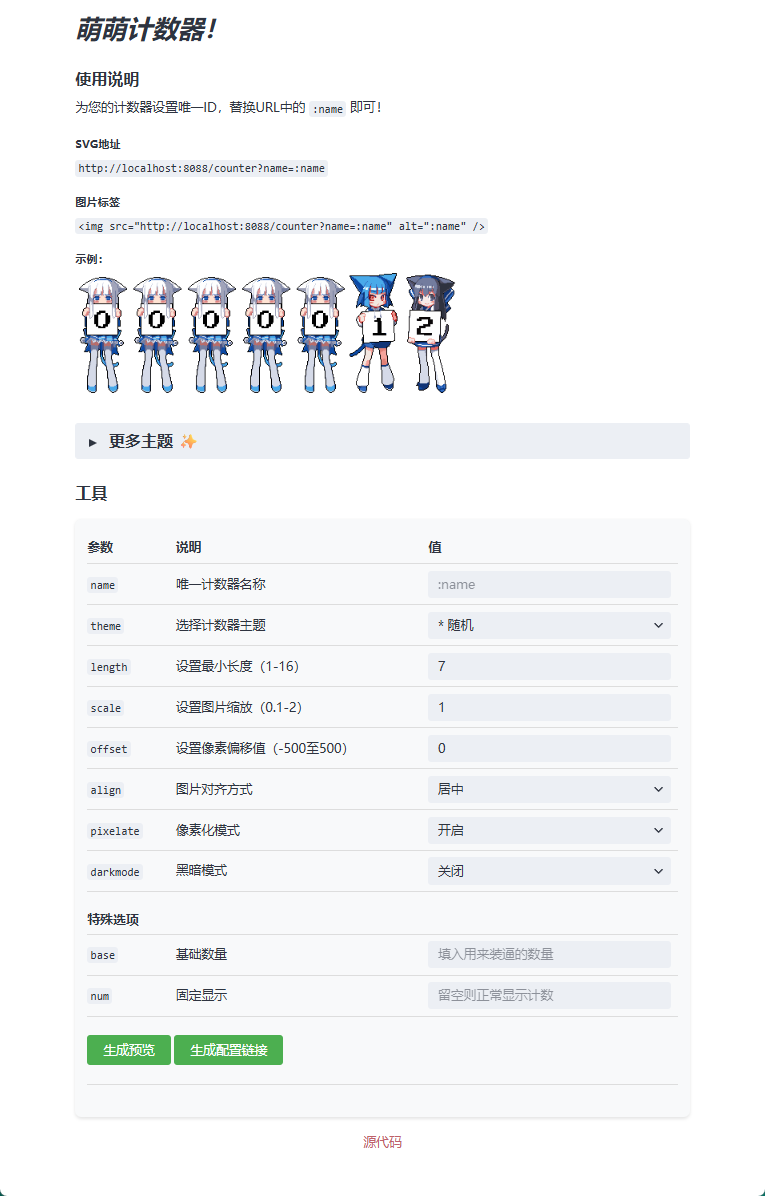 萌萌计数器！
使用说明
为您的计数器设置唯一ID，替换URL中的 :name 即可！
SVG地址
http://localhost:8088/counter?name=:name
图片标签
<img src="http://localhost:8088/counter?name=:name" alt=":name" />
示例：
0 0 0 0 0 1 2
► 更多主题 ✨
工具
参数 说明 值
name 唯一计数器名称 :name
theme 选择计数器主题 * 随机
length 设置最小长度（1-16） 7
scale 设置图片缩放（0.1-2） 1
offset 设置像素偏移值（-500至500） 0
align 图片对齐方式 居中
pixelate 像素化模式 开启
darkmode 黑暗模式 关闭
特殊选项
base 基础数量 填入用来装逼的数量
num 固定显示 留空则正常显示计数
生成预览 生成配置链接
源代码